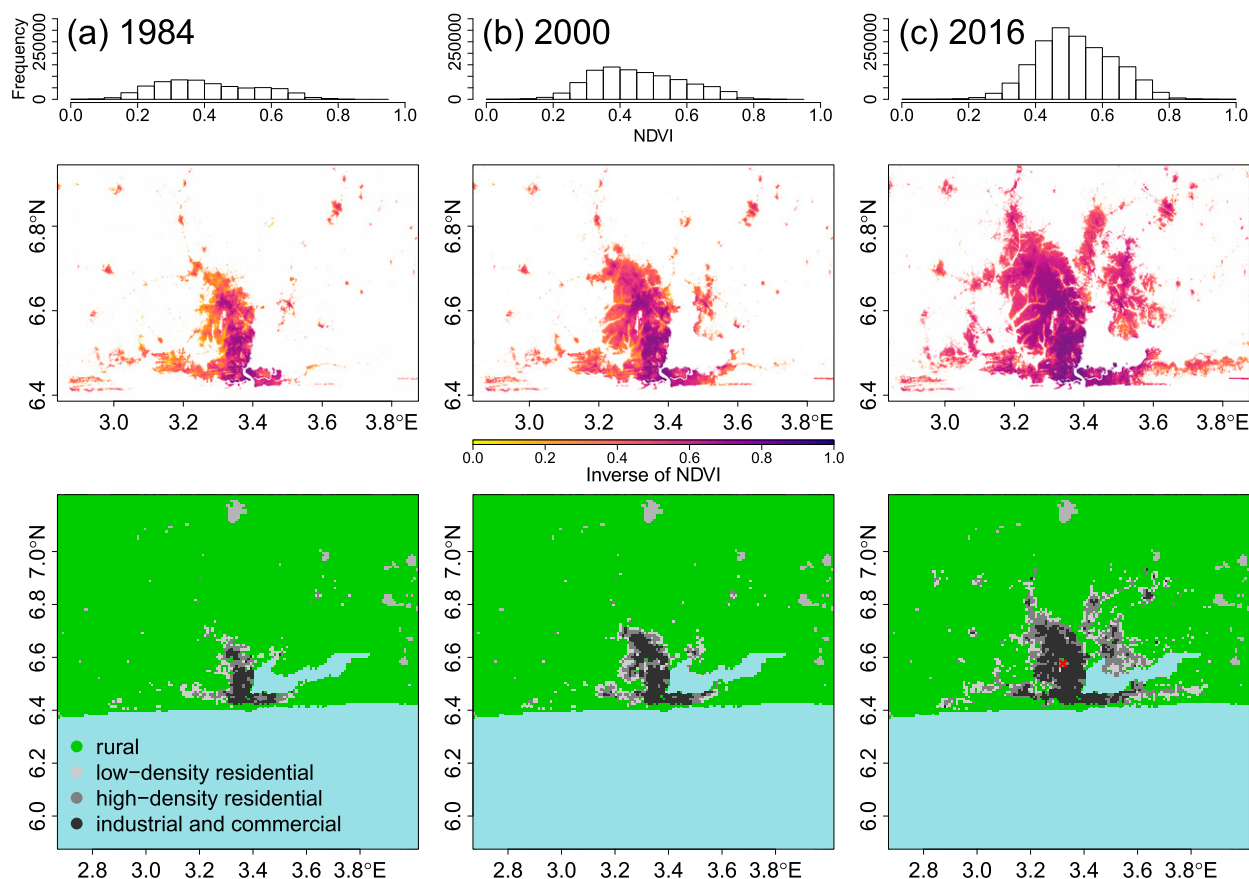 (a) 1984
(b) 2000
(c) 2016
Frequency
0 250000
0 250000
0 250000
0.0 0.2 0.4 0.6 0.8 1.0
0.0 0.2 0.4 0.6 0.8 1.0
0.0 0.2 0.4 0.6 0.8 1.0
NDVI
6.8°N
6.6
6.4
6.8°N
6.6
6.4
6.8°N
6.6
6.4
3.0 3.2 3.4 3.6 3.8°E
3.0 3.2 3.4 3.6 3.8°E
3.0 3.2 3.4 3.6 3.8°E
0.0 0.2 0.4 0.6 0.8 1.0
Inverse of NDVI
7.0°N
6.8
6.6
6.4
6.2
6.0
7.0°N
6.8
6.6
6.4
6.2
6.0
7.0°N
6.8
6.6
6.4
6.2
6.0
rural
low−density residential
high−density residential
industrial and commercial
2.8 3.0 3.2 3.4 3.6 3.8°E
2.8 3.0 3.2 3.4 3.6 3.8°E
2.8 3.0 3.2 3.4 3.6 3.8°E